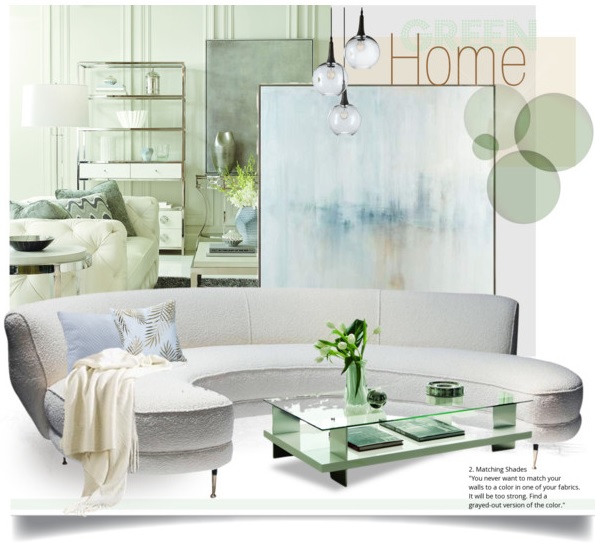 GREEN
Home
2. Matching Shades
"You never want to match your
walls to a color in one of your fabrics.
It will be too strong. Find a
grayed-out version of the color."